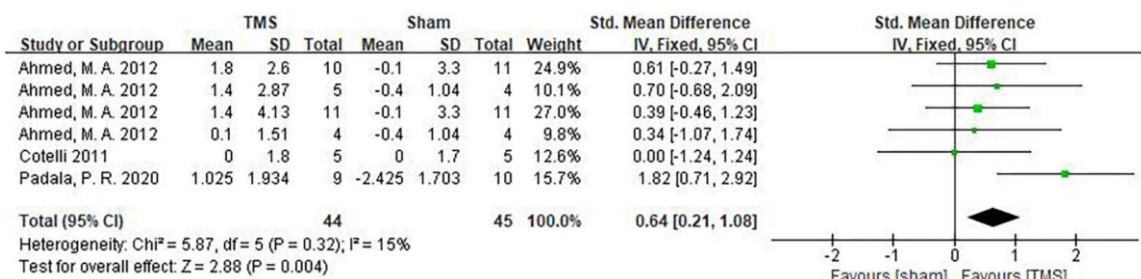 TMS Sham Std. Mean Difference Std. Mean Difference
Study or Subgroup Mean SD Total Mean SD Total Weight IV, Fixed, 95% CI IV, Fixed, 95% CI
Ahmed, M. A. 2012 1.8 2.6 10 -0.1 3.3 11 24.9% 0.61 [-0.27, 1.49]
Ahmed, M. A. 2012 1.4 2.87 5 -0.4 1.04 4 10.1% 0.70 [-0.68, 2.09]
Ahmed, M. A. 2012 1.4 4.13 11 -0.1 3.3 11 27.0% 0.39 [-0.46, 1.23]
Ahmed, M. A. 2012 0.1 1.51 4 -0.4 1.04 4 9.8% 0.34 [-1.07, 1.74]
Cotelli 2011 0 1.8 5 0 1.7 5 12.6% 0.00 [-1.24, 1.24]
Padala, P. R. 2020 1.025 1.934 9 -2.425 1.703 10 15.7% 1.82 [0.71, 2.92]
Total (95% CI) 44 45 100.0% 0.64 [0.21, 1.08]
Heterogeneity: Chi² = 5.87, df = 5 (P = 0.32); I² = 15%
Test for overall effect: Z = 2.88 (P = 0.004)
-2 -1 0 1 2
Favours [sham] Favours [TMS]